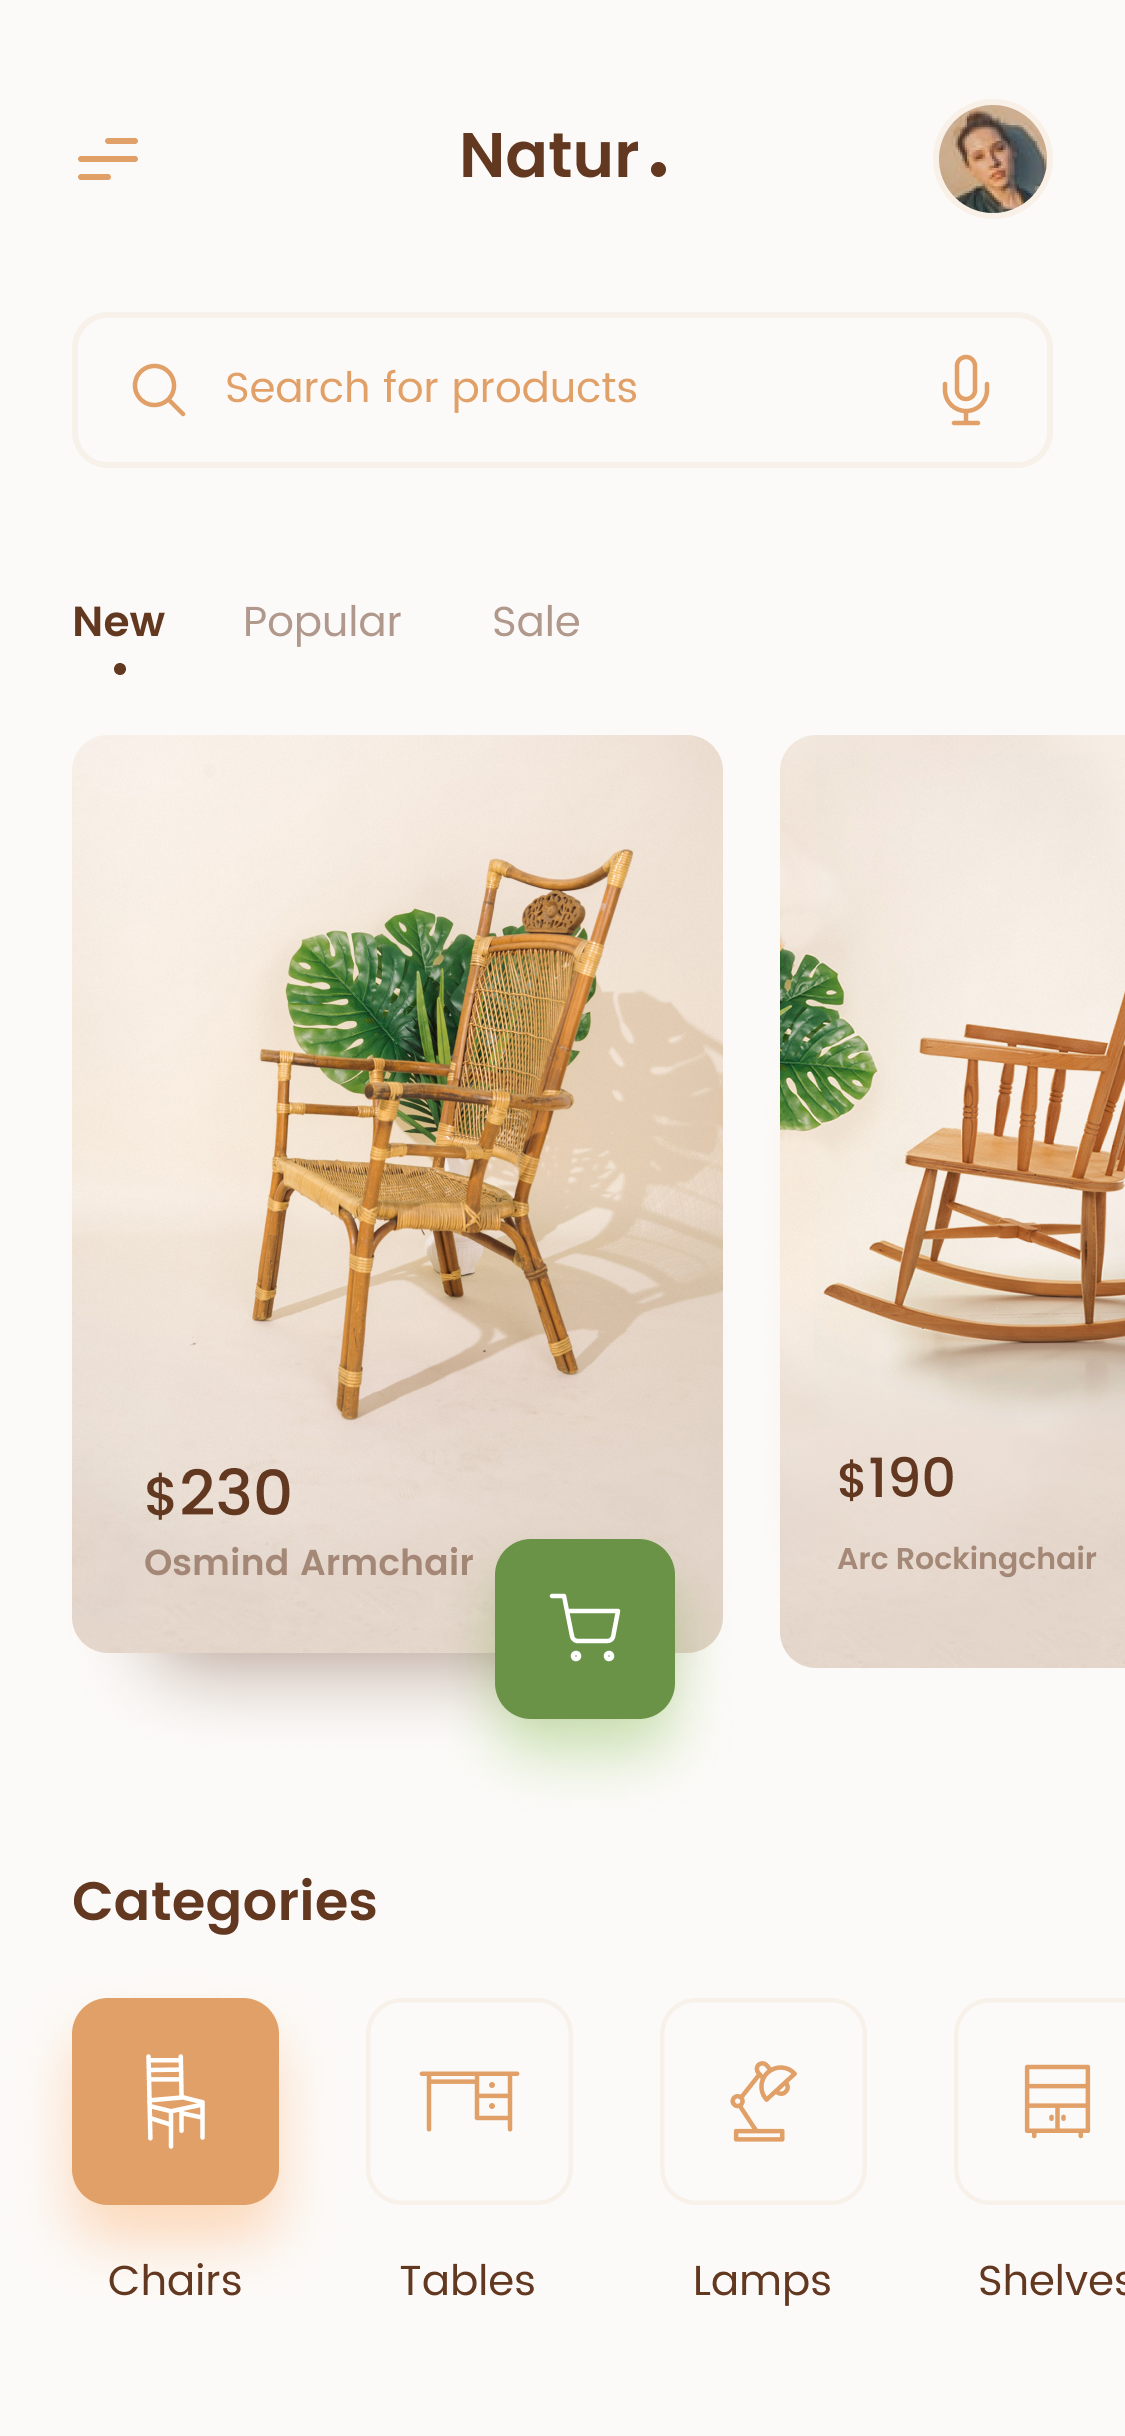 Natur.
Search for products
New Popular Sale
$230
Osmind Armchair
$190
Arc Rockingchair
Categories
Chairs Tables Lamps Shelves